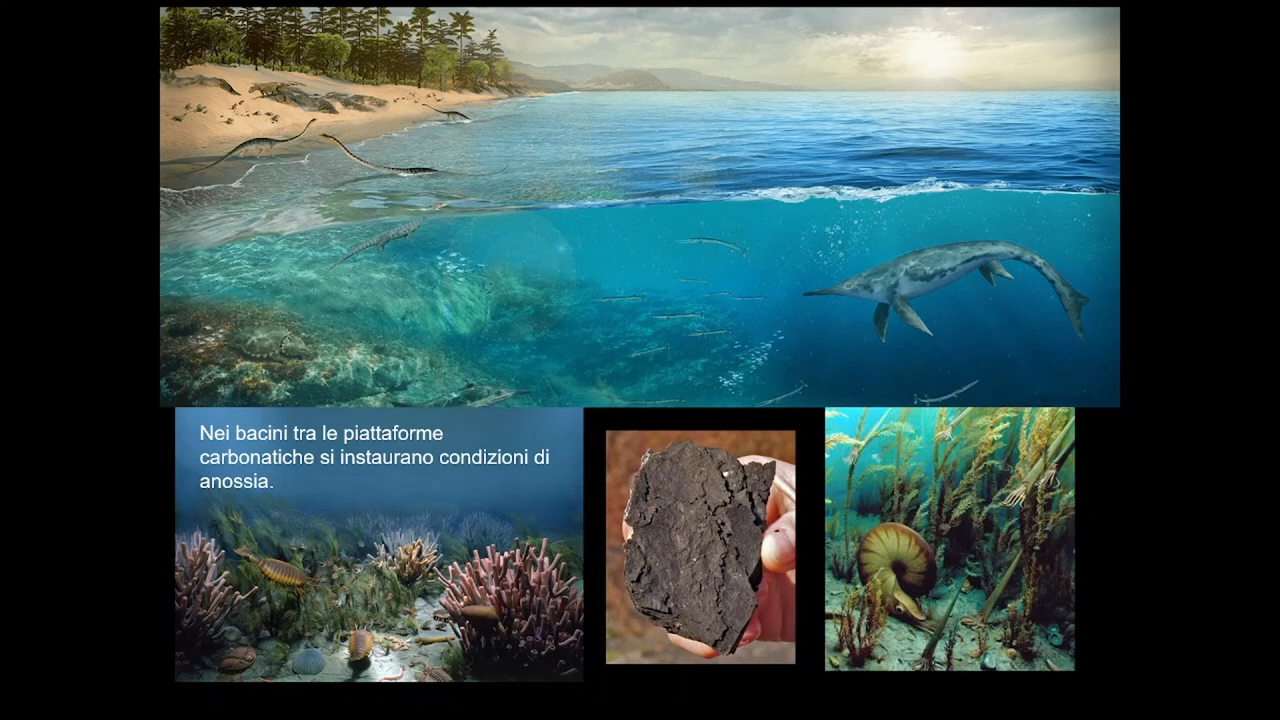 Nei bacini tra le piattaforme
carbonatiche si instaurano condizioni di
anossia.